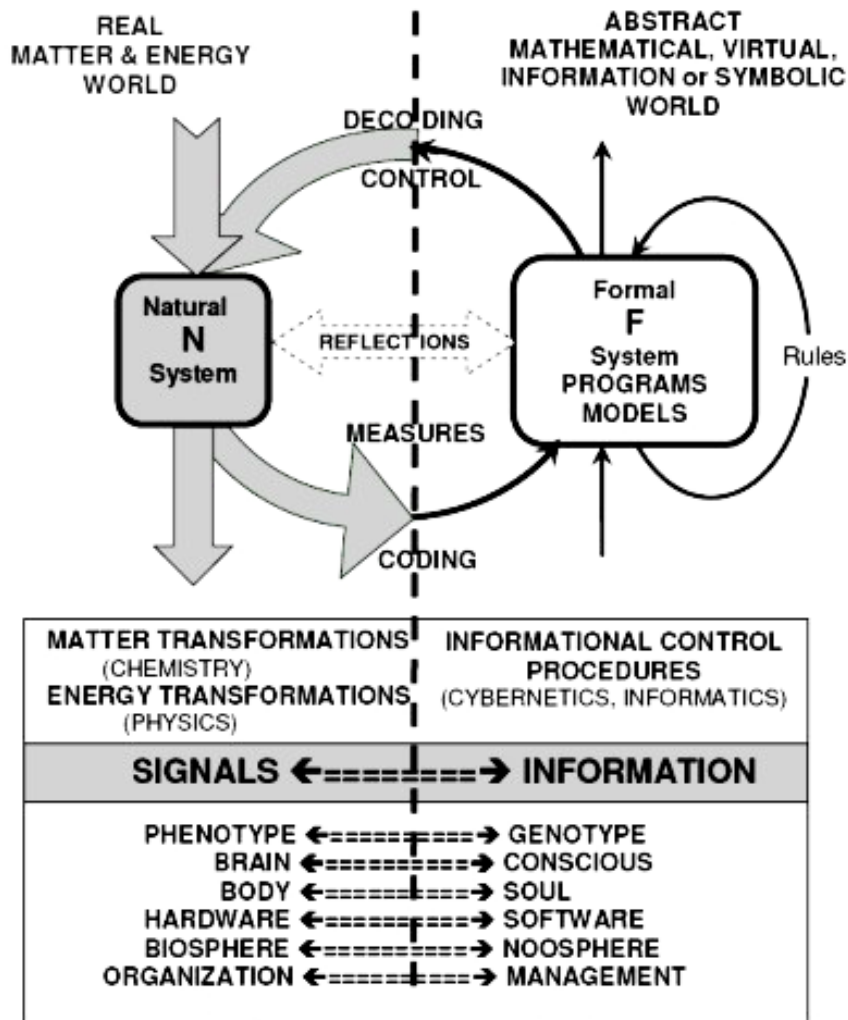 REAL
MATTER & ENERGY
WORLD
ABSTRACT
MATHEMATICAL, VIRTUAL,
INFORMATION or SYMBOLIC
WORLD
DECODING
CONTROL
Natural
N
System
REFLECTIONS
Formal
F
System
PROGRAMS
MODELS
Rules
MEASURES
CODING
MATTER TRANSFORMATIONS
(CHEMISTRY)
ENERGY TRANSFORMATIONS
(PHYSICS)
INFORMATIONAL CONTROL
PROCEDURES
(CYBERNETICS, INFORMATICS)
SIGNALS INFORMATION
PHENOTYPE GENOTYPE
BRAIN CONSCIOUS
BODY SOUL
HARDWARE SOFTWARE
BIOSPHERE NOOSPHERE
ORGANIZATION MANAGEMENT